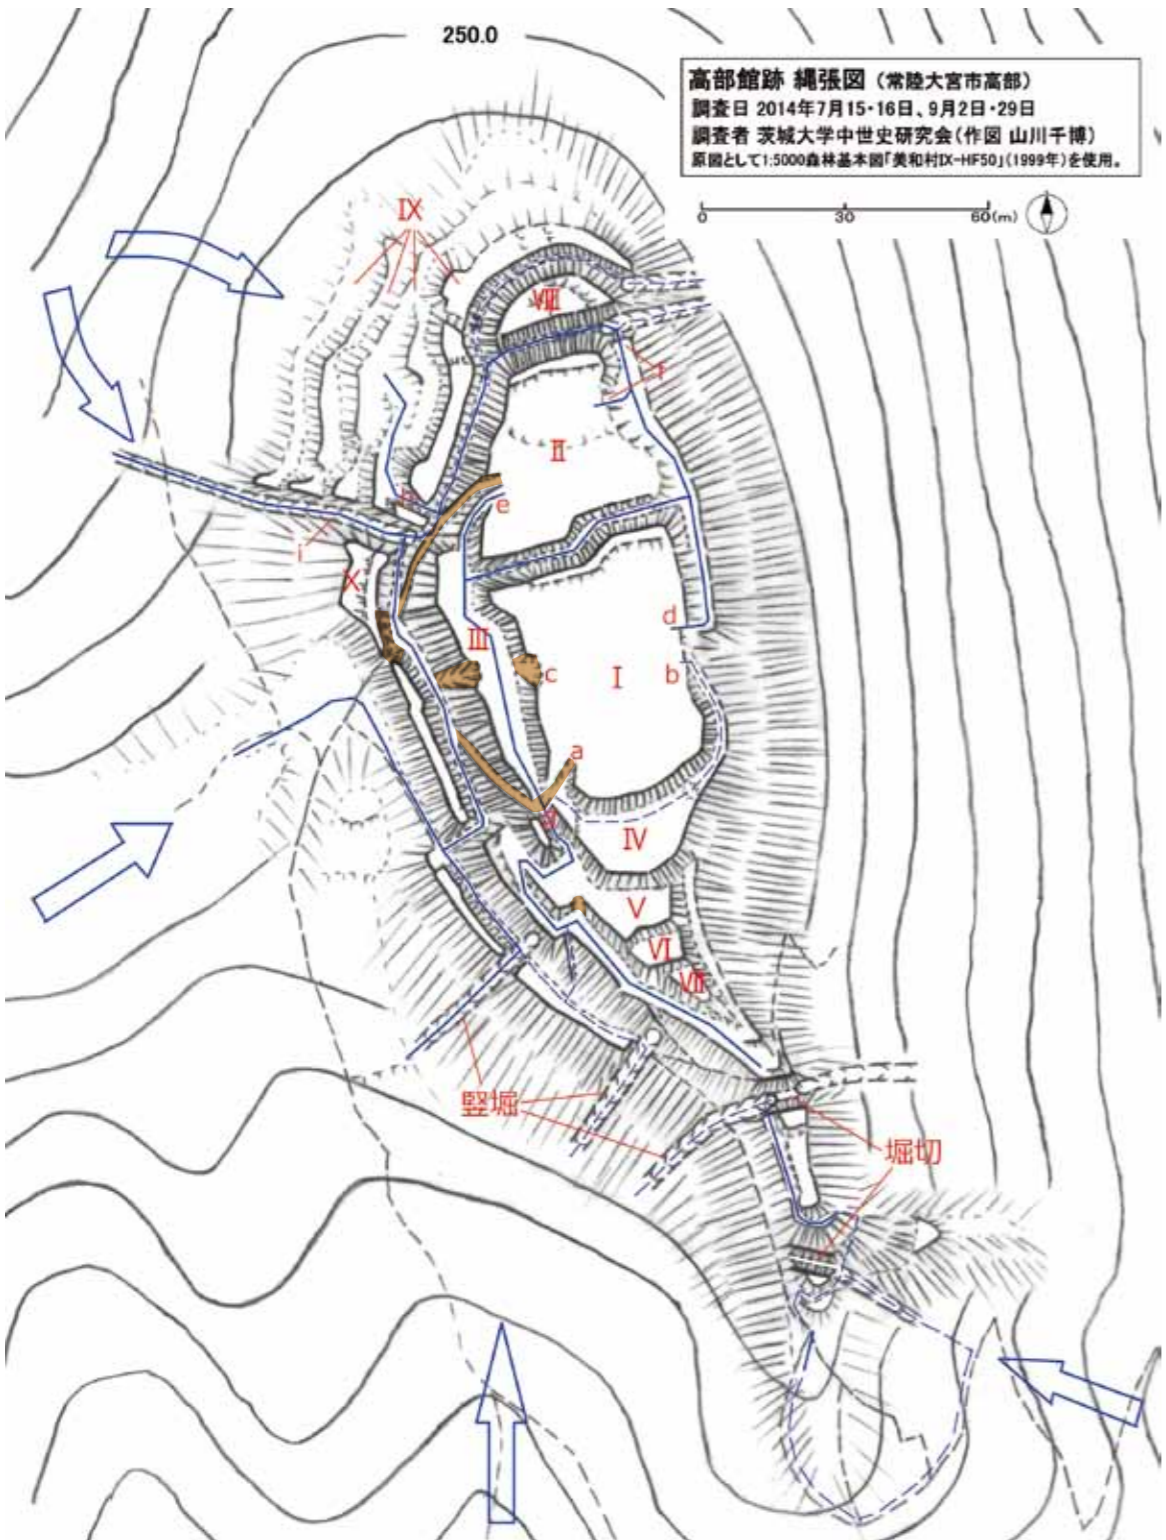 250.0
高部館跡 縄張図 (常陸大宮市高部)
調査日 2014年7月15・16日、9月2日・29日
調査者 茨城大学中世史研究会(作図 山川千博)
原図として1:5000森林基本図「美和村Ⅸ-HF50」(1999年)を使用。
0 30 60(m)
Ⅸ
Ⅷ
f
Ⅱ
h
e
i
Ⅹ
d
Ⅲ
c
Ⅰ
b
a
g
Ⅳ
Ⅴ
Ⅵ
Ⅶ
竪堀
堀切